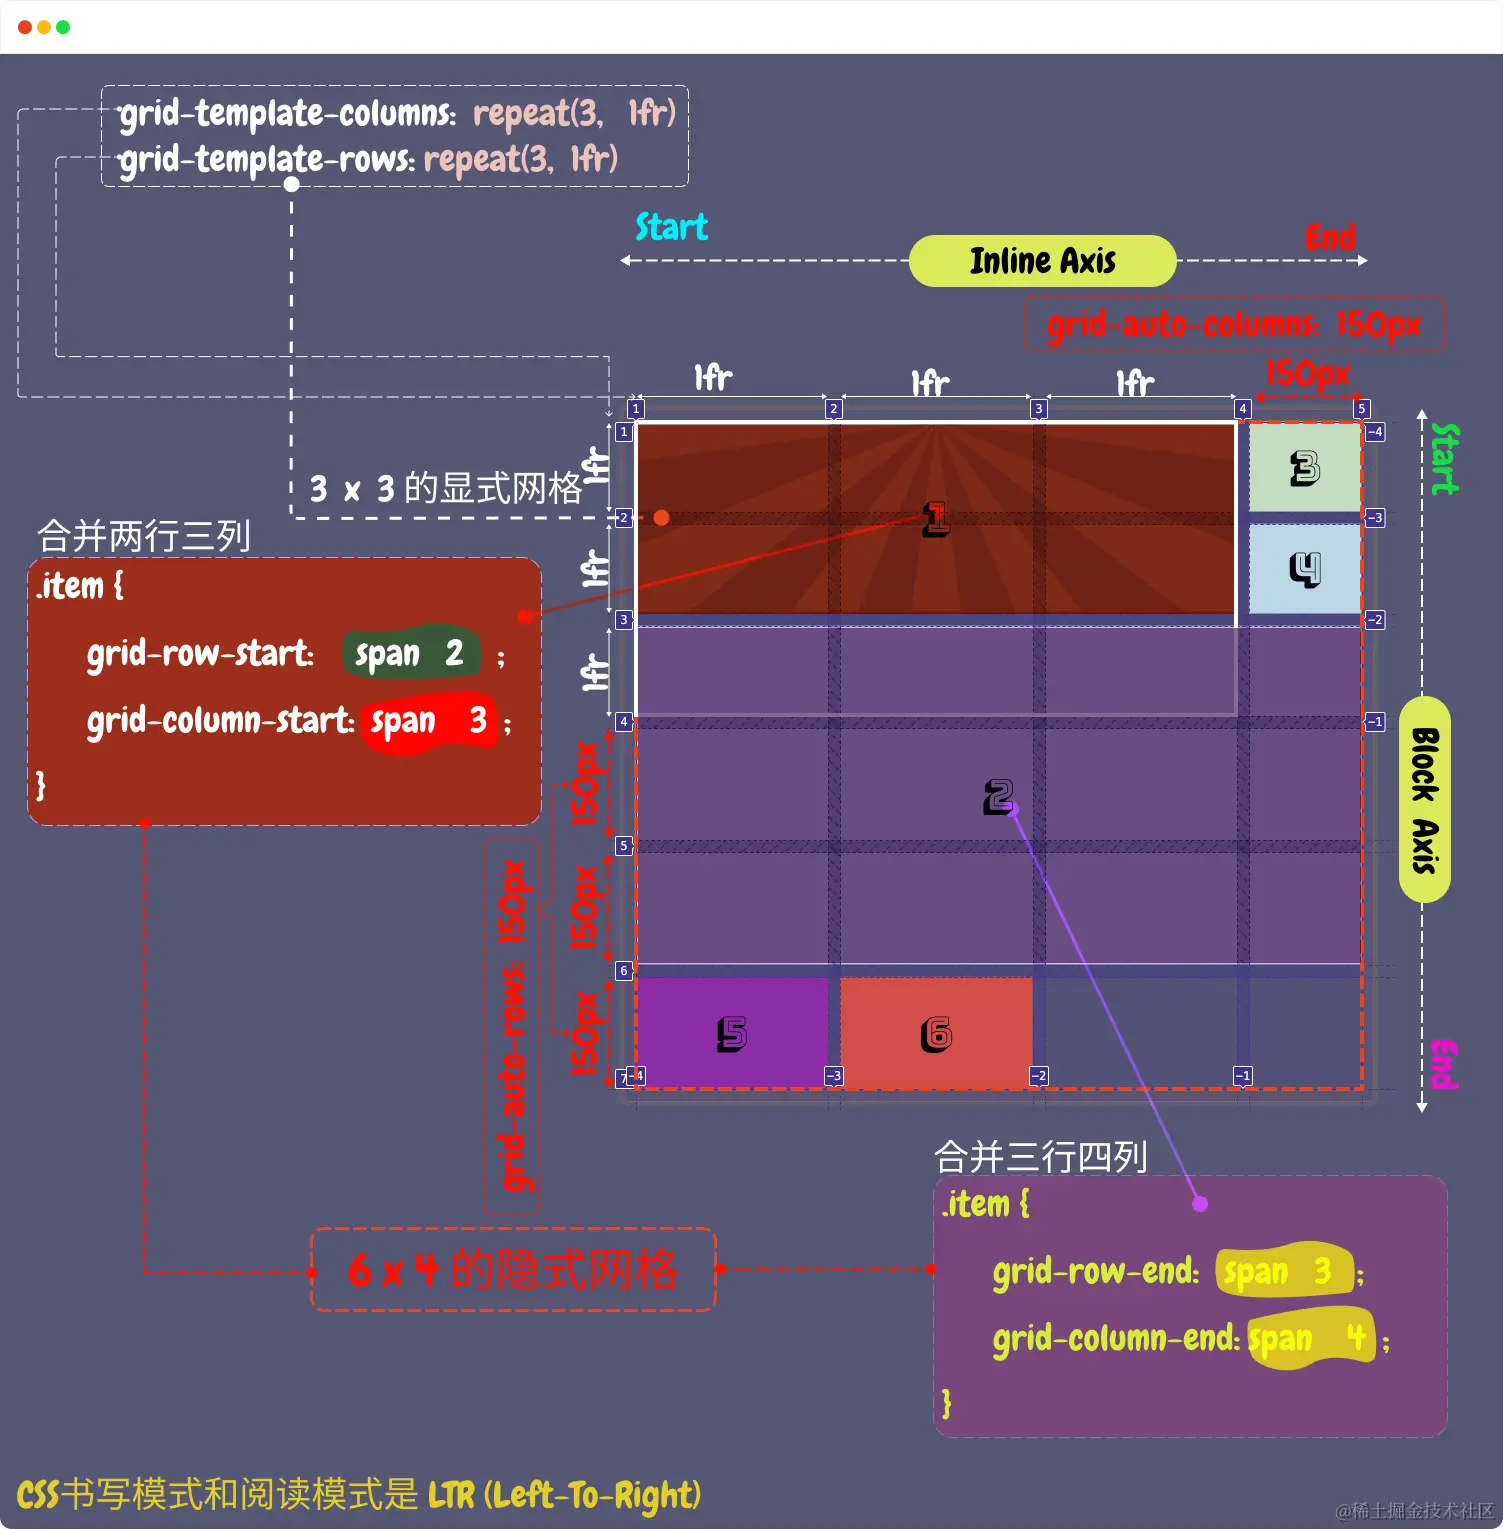 grid-template-columns: repeat(3, 1fr)
grid-template-rows: repeat(3, 1fr)
Start
End
Inline Axis
grid-auto-columns: 150px
1fr
1fr
1fr
150px
1
2
3
4
5
1
-4
1fr
Start
3
3 x 3 的显式网格
2
1
-3
合并两行三列
1fr
4
.item {
3
-2
grid-row-start: span 2 ;
1fr
grid-column-start: span 3 ;
4
-1
}
150px
2
Block Axis
5
150px
grid-auto-rows: 150px
6
150px
5
6
End
7
-4
-3
-2
-1
合并三行四列
.item {
grid-row-end: span 3 ;
grid-column-end: span 4 ;
}
6 x 4 的隐式网格
CSS书写模式和阅读模式是 LTR (Left-To-Right)
@稀土掘金技术社区